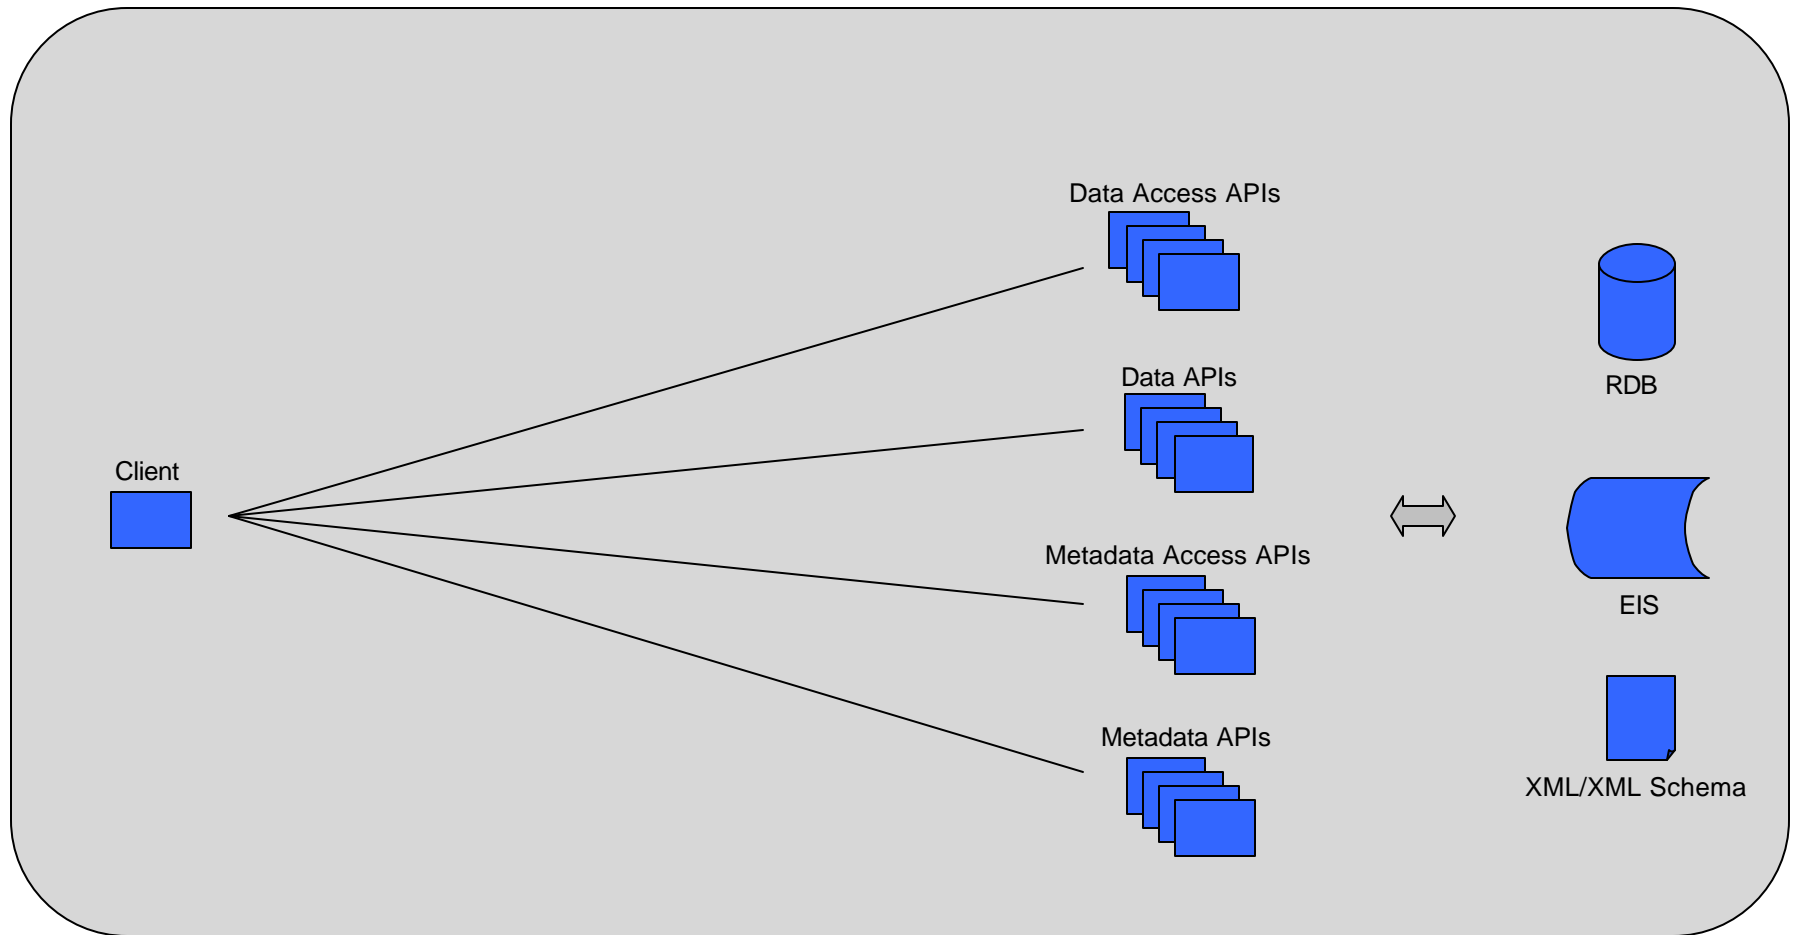 Data Access APIs
Data APIs
RDB
Client
Metadata Access APIs
EIS
Metadata APIs
XML/XML Schema